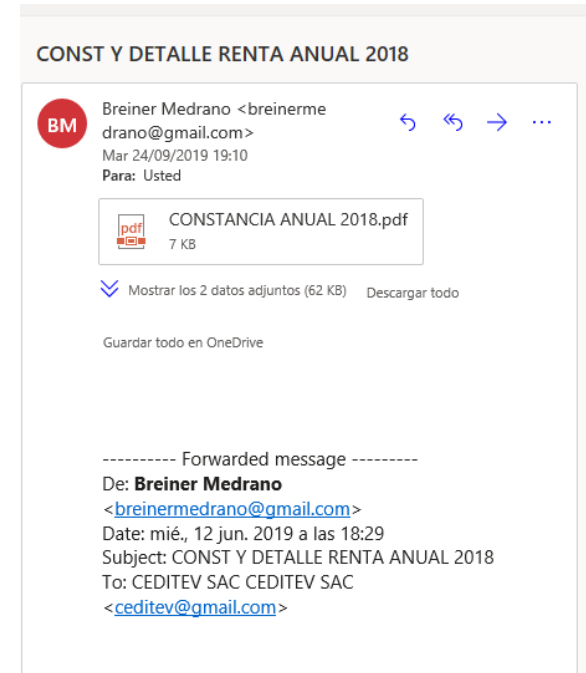 CONST Y DETALLE RENTA ANUAL 2018
BM
Breiner Medrano <breinerme
drano@gmail.com>
Mar 24/09/2019 19:10
Para: Usted
pdf
CONSTANCIA ANUAL 2018.pdf
7 KB
Mostrar los 2 datos adjuntos (62 KB) Descargar todo
Guardar todo en OneDrive
---------- Forwarded message ---------
De: Breiner Medrano
<breinermedrano@gmail.com>
Date: mié., 12 jun. 2019 a las 18:29
Subject: CONST Y DETALLE RENTA ANUAL 2018
To: CEDITEV SAC CEDITEV SAC
<ceditev@gmail.com>